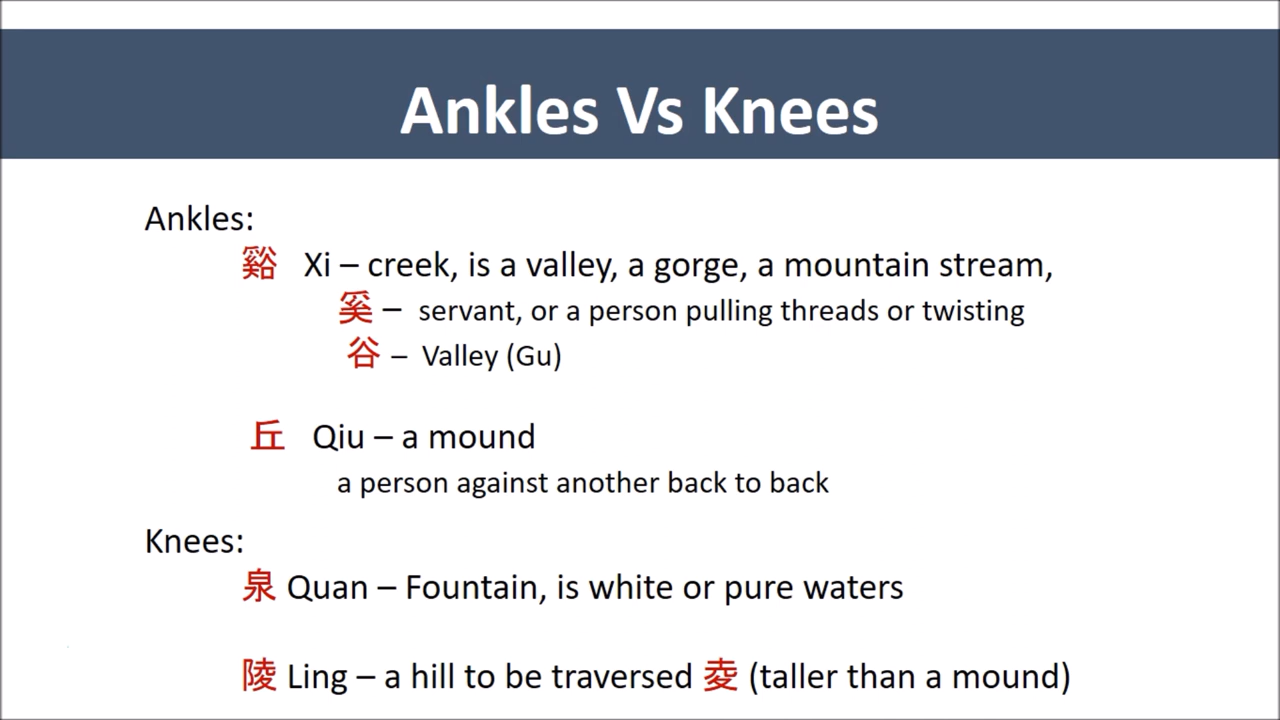 Ankles Vs Knees
Ankles:
谿 Xi – creek, is a valley, a gorge, a mountain stream,
奚 – servant, or a person pulling threads or twisting
谷 – Valley (Gu)
丘 Qiu – a mound
a person against another back to back
Knees:
泉 Quan – Fountain, is white or pure waters
陵 Ling – a hill to be traversed 夌 (taller than a mound)